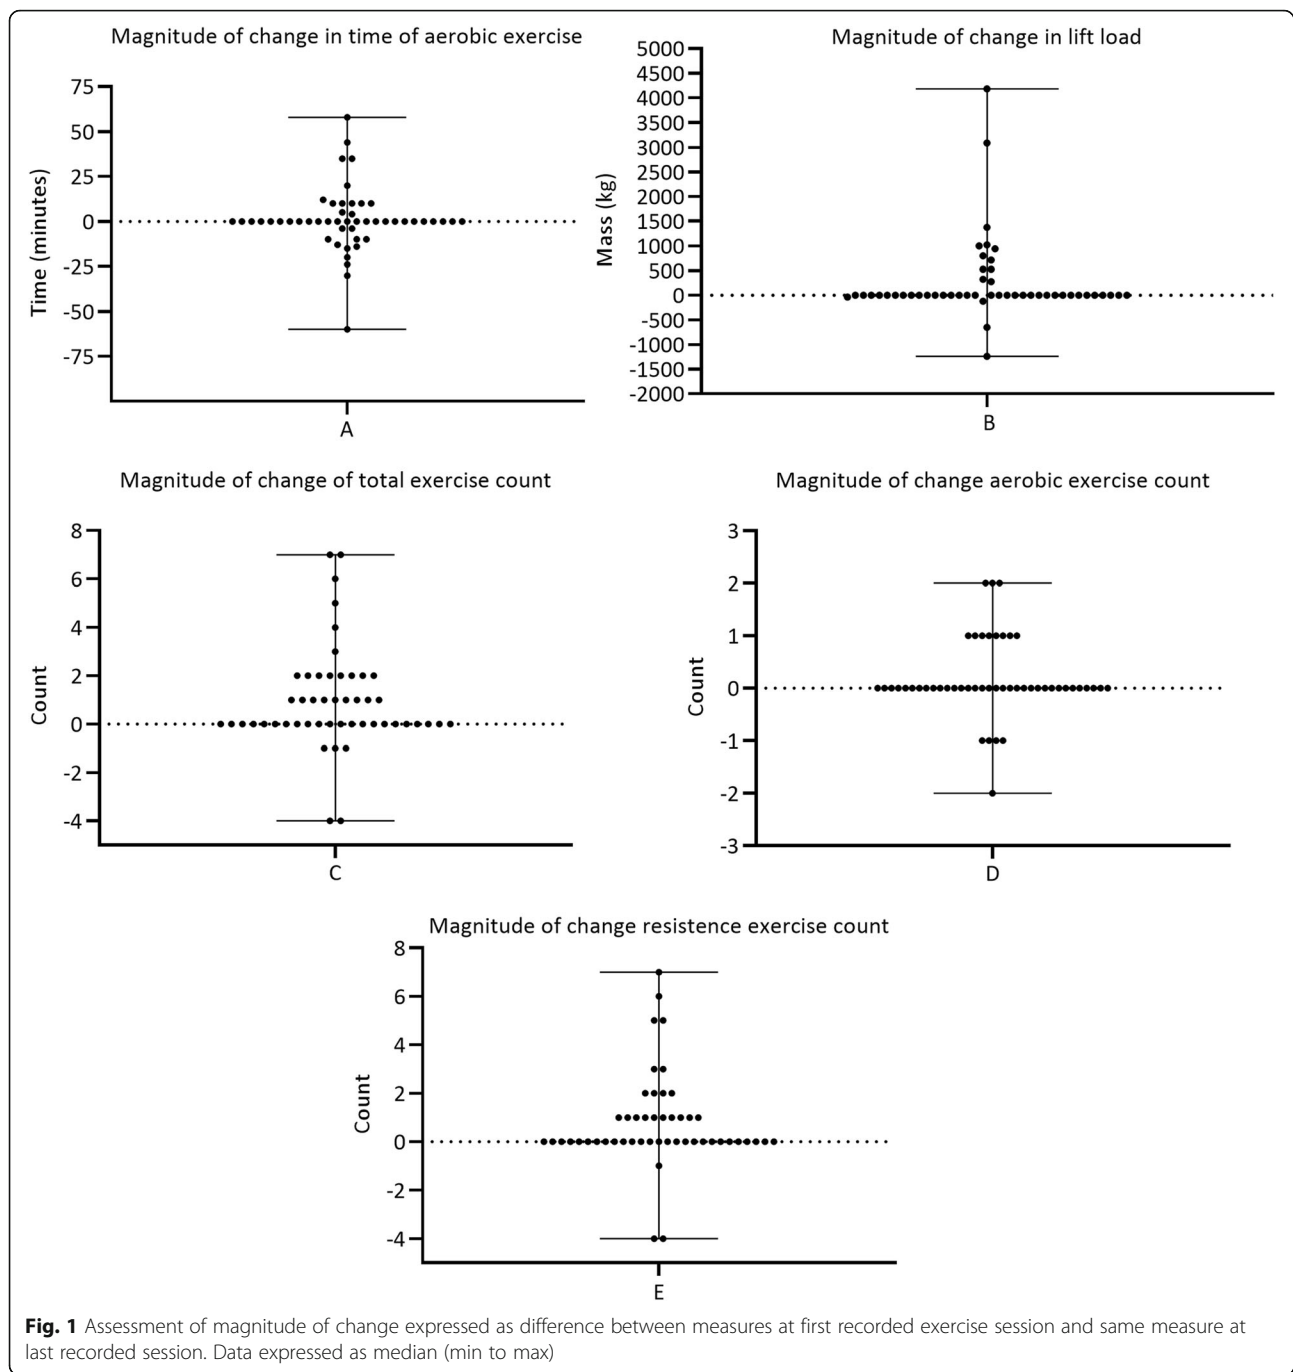 Magnitude of change in time of aerobic exercise
75
50
25
0
-25
-50
-75
Time (minutes)
A
Magnitude of change in lift load
5000
4500
4000
3500
3000
2500
2000
1500
1000
500
0
-500
-1000
-1500
-2000
Mass (kg)
B
Magnitude of change of total exercise count
8
6
4
2
0
-2
-4
Count
C
Magnitude of change aerobic exercise count
3
2
1
0
-1
-2
-3
Count
D
Magnitude of change resistence exercise count
8
6
4
2
0
-2
-4
Count
E
Fig. 1 Assessment of magnitude of change expressed as difference between measures at first recorded exercise session and same measure at
last recorded session. Data expressed as median (min to max)